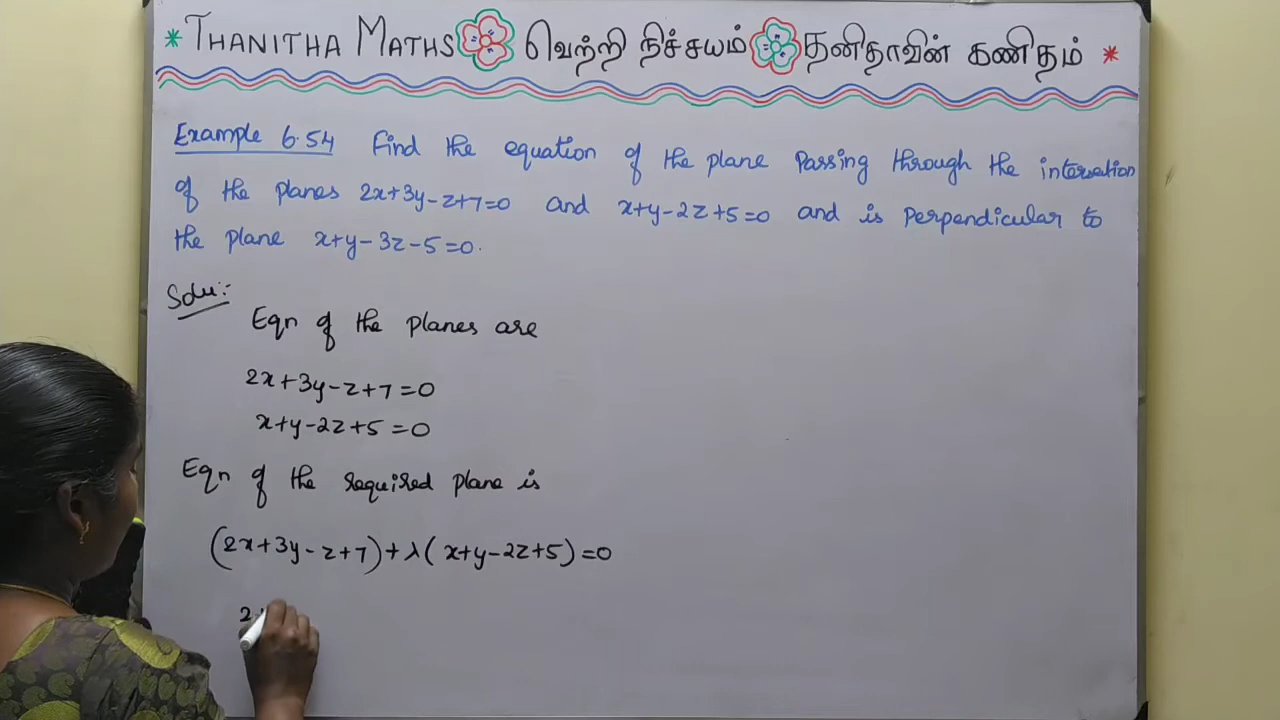 * THANITHA MATHS வெற்றி நிச்சயம் தனிதாவின் கணிதம் *
Example 6.54 Find the equation of the plane Passing through the intersetion
of the planes 2x+3y-z+7=0 and x+y-2z+5=0 and is perpendicular to
the plane x+y-3z-5=0.
Solu:-
Eqn of the planes are
2x+3y-z+7=0
x+y-2z+5=0
Eqn of the required plane is
(2x+3y-z+7)+λ(x+y-2z+5)=0
2